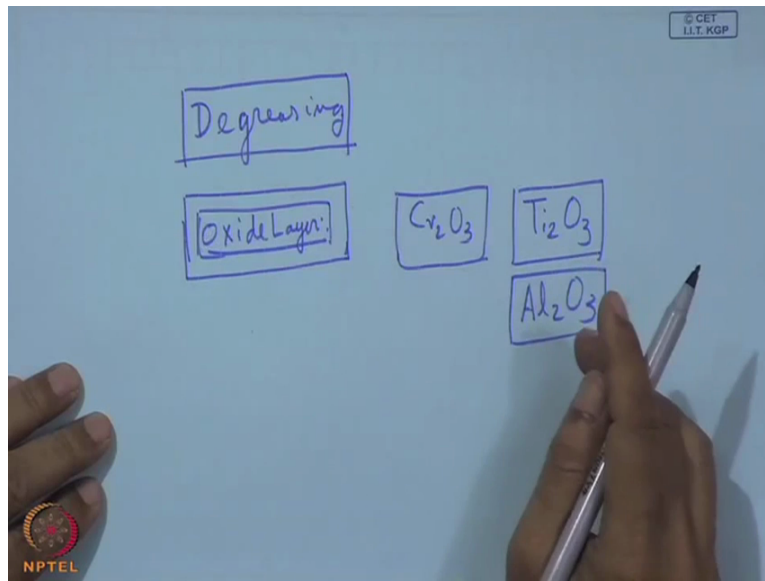 © CET
I.I.T. KGP
Degreasing
Oxide Layer:
Cr₂O₃
Ti₂O₃
Al₂O₃
NPTEL